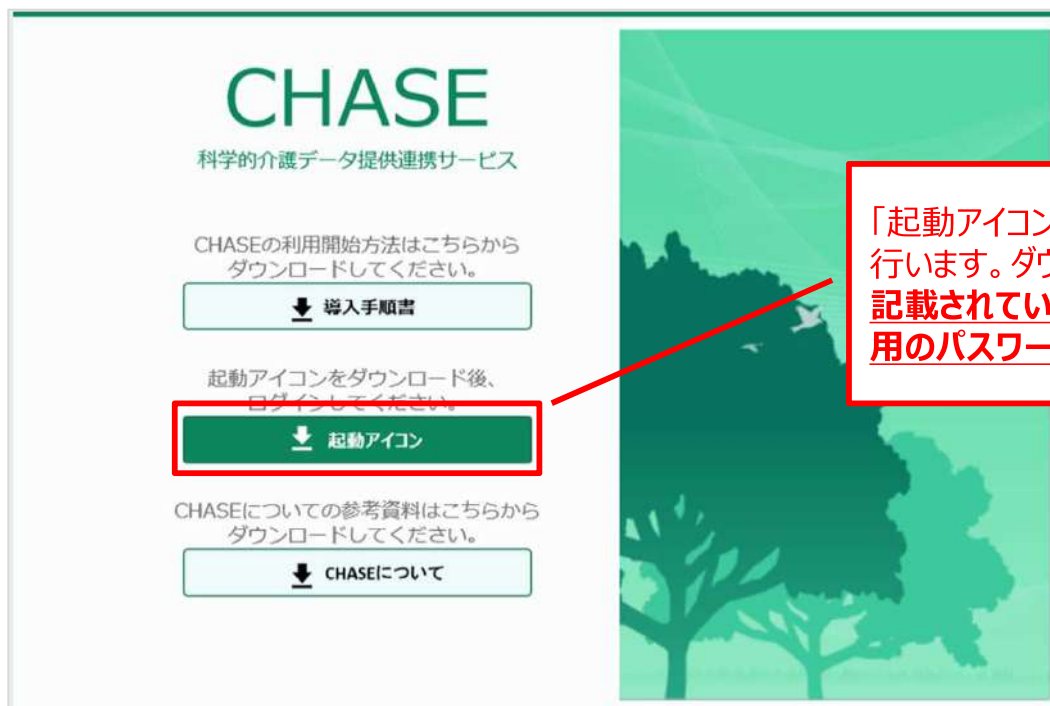 CHASE
科学的介護データ提供連携サービス
CHASEの利用開始方法はこちらから
ダウンロードしてください。
導入手順書
起動アイコンをダウンロード後、
ログインしてください。
起動アイコン
CHASEについての参考資料はこちらから
ダウンロードしてください。
CHASEについて
「起動アイコン
行います。ダウ
記載されてい
用のパスワー